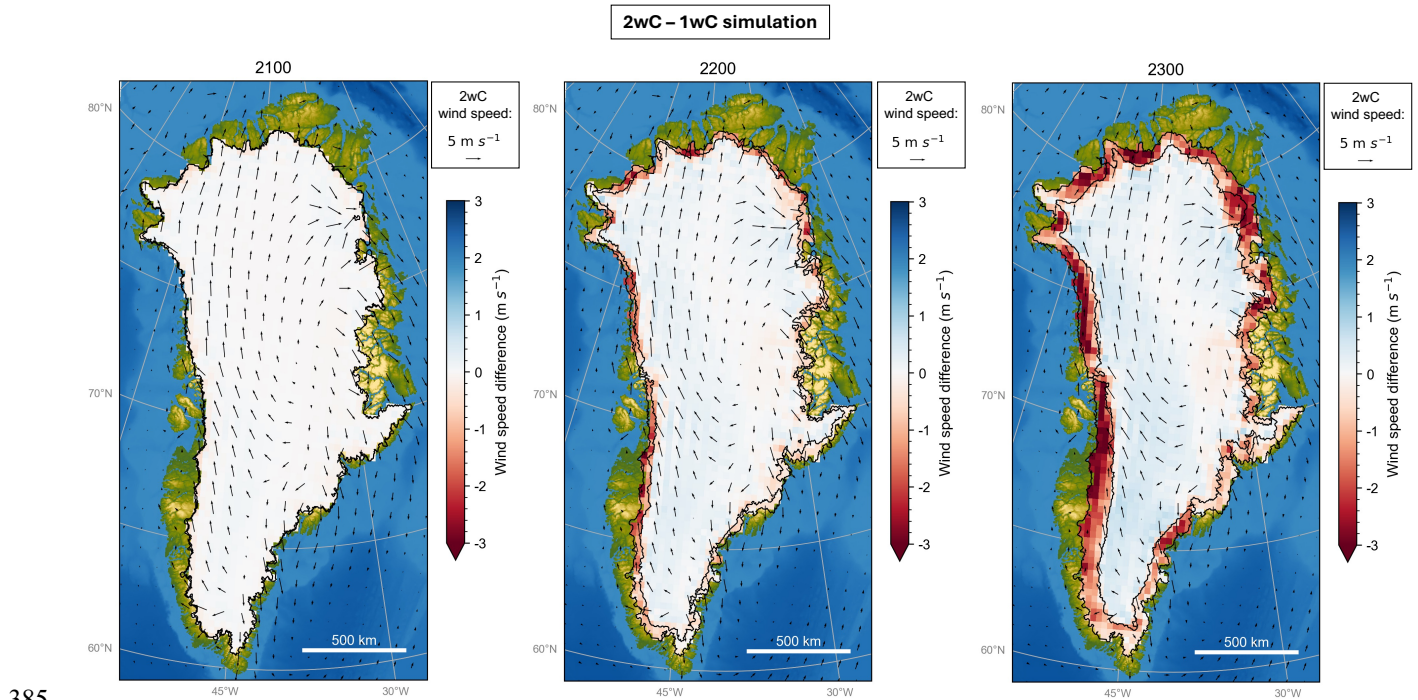 2wC – 1wC simulation
2100
80°N
70°N
60°N
45°W
30°W
500 km
2wC
wind speed:
5 m s⁻¹
3
2
1
0
-1
-2
-3
Wind speed difference (m s⁻¹)
2200
80°N
70°N
60°N
45°W
30°W
500 km
2wC
wind speed:
5 m s⁻¹
3
2
1
0
-1
-2
-3
Wind speed difference (m s⁻¹)
2300
80°N
70°N
60°N
45°W
30°W
500 km
2wC
wind speed:
5 m s⁻¹
3
2
1
0
-1
-2
-3
Wind speed difference (m s⁻¹)
385